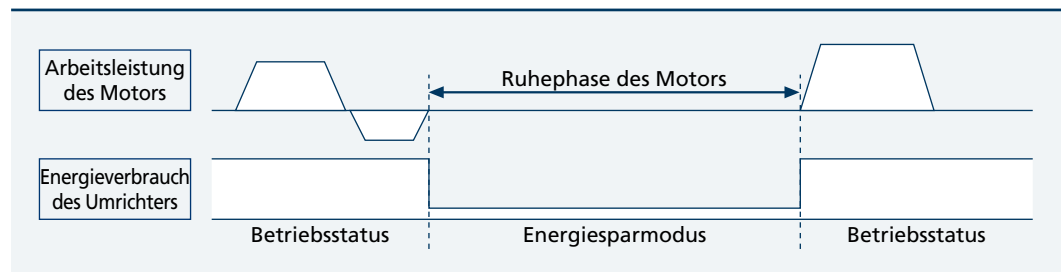 Arbeitsleistung
des Motors
Ruhephase des Motors
Energieverbrauch
des Umrichters
Betriebsstatus
Energiesparmodus
Betriebsstatus